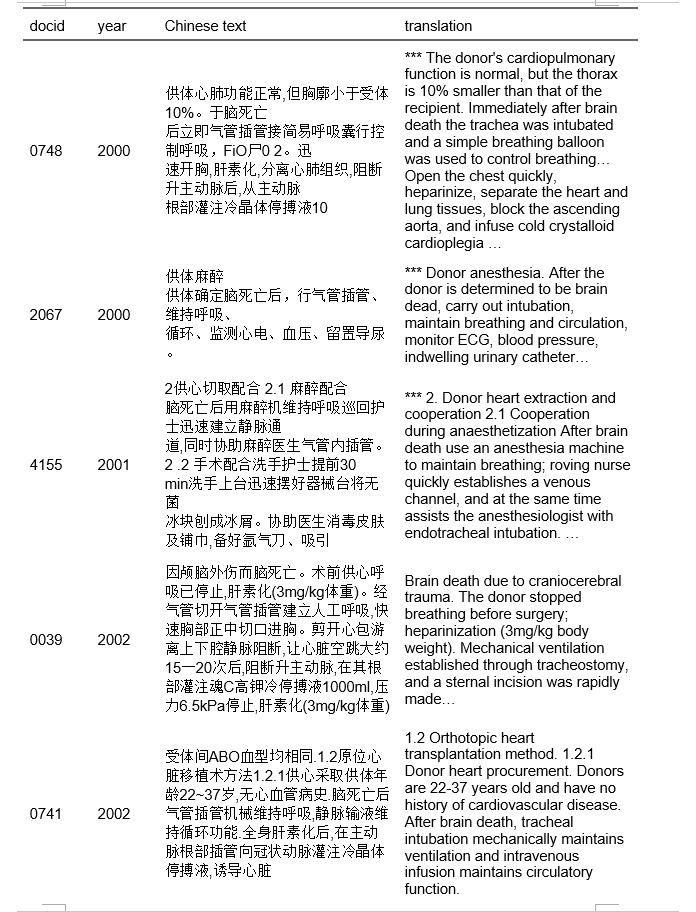 docid year Chinese text translation
0748 2000
供体心肺功能正常,但胸廓小于受体
10%。于脑死亡
后立即气管插管接简易呼吸囊行控
制呼吸，FiO尸0 2。迅
速开胸,肝素化,分离心肺组织,阻断
升主动脉后,从主动脉
根部灌注冷晶体停搏液10
*** The donor's cardiopulmonary
function is normal, but the thorax
is 10% smaller than that of the
recipient. Immediately after brain
death the trachea was intubated
and a simple breathing balloon
was used to control breathing…
Open the chest quickly,
heparinize, separate the heart and
lung tissues, block the ascending
aorta, and infuse cold crystalloid
cardioplegia …
2067 2000
供体麻醉
供体确定脑死亡后，行气管插管、
维持呼吸、
循环、监测心电、血压、留置导尿
。
*** Donor anesthesia. After the
donor is determined to be brain
dead, carry out intubation,
maintain breathing and circulation,
monitor ECG, blood pressure,
indwelling urinary catheter…
4155 2001
2供心切取配合 2.1 麻醉配合
脑死亡后用麻醉机维持呼吸巡回护
士迅速建立静脉通
道,同时协助麻醉医生气管内插管。
2 .2 手术配合洗手护士提前30
min洗手上台迅速摆好器械台将无
菌
冰块刨成冰屑。协助医生消毒皮肤
及铺巾,备好氩气刀、吸引
*** 2. Donor heart extraction and
cooperation 2.1 Cooperation
during anaesthetization After brain
death use an anesthesia machine
to maintain breathing; roving nurse
quickly establishes a venous
channel, and at the same time
assists the anesthesiologist with
endotracheal intubation. …
0039 2002
因颅脑外伤而脑死亡。术前供心呼
吸已停止,肝素化(3mg/kg体重)。经
气管切开气管插管建立人工呼吸,快
速胸部正中切口进胸。剪开心包游
离上下腔静脉阻断,让心脏空跳大约
15一20次后,阻断升主动脉,在其根
部灌注魂C高钾冷停搏液1000ml,压
力6.5kPa停止,肝素化(3mg/kg体重)
Brain death due to craniocerebral
trauma. The donor stopped
breathing before surgery;
heparinization (3mg/kg body
weight). Mechanical ventilation
established through tracheostomy,
and a sternal incision was rapidly
made…
0741 2002
受体间ABO血型均相同.1.2原位心
脏移植术方法1.2.1供心采取供体年
龄22~37岁,无心血管病史.脑死亡后
气管插管机械维持呼吸,静脉输液维
持循环功能.全身肝素化后,在主动
脉根部插管向冠状动脉灌注冷晶体
停搏液,诱导心脏
1.2 Orthotopic heart
transplantation method. 1.2.1
Donor heart procurement. Donors
are 22-37 years old and have no
history of cardiovascular disease.
After brain death, tracheal
intubation mechanically maintains
ventilation and intravenous
infusion maintains circulatory
function.